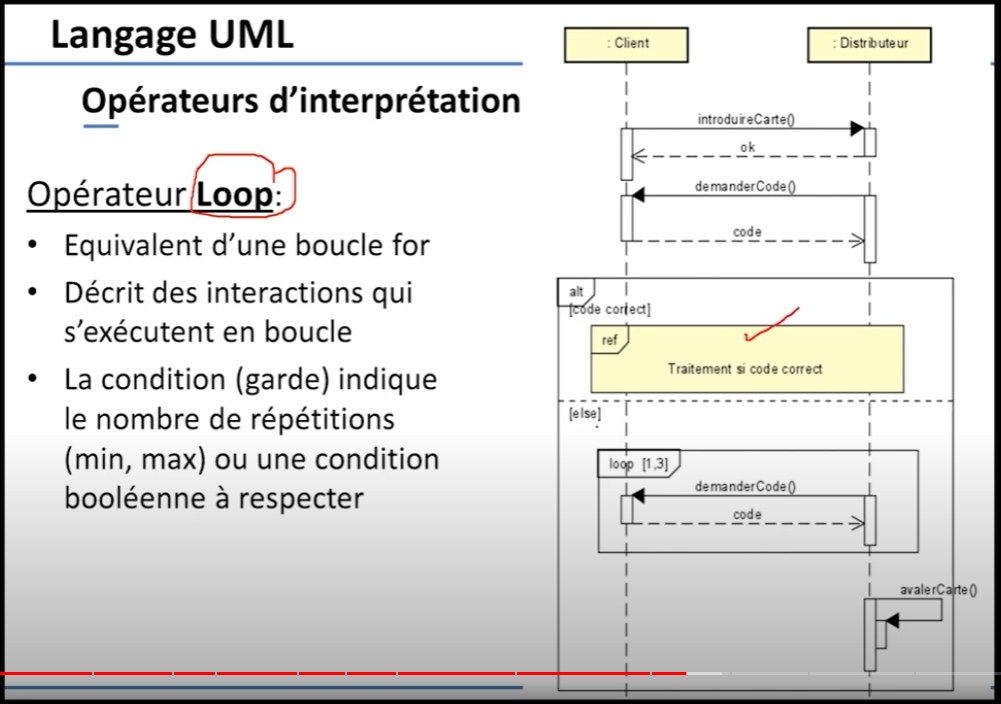 Langage UML
Opérateurs d'interprétation
Opérateur Loop:
• Equivalent d'une boucle for
• Décrit des interactions qui
s'exécutent en boucle
• La condition (garde) indique
le nombre de répétitions
(min, max) ou une condition
booléenne à respecter
: Client
: Distributeur
introduireCarte()
ok
demanderCode()
code
alt
[code correct]
ref
Traitement si code correct
[else]
loop [1,3]
demanderCode()
code
avalerCarte()